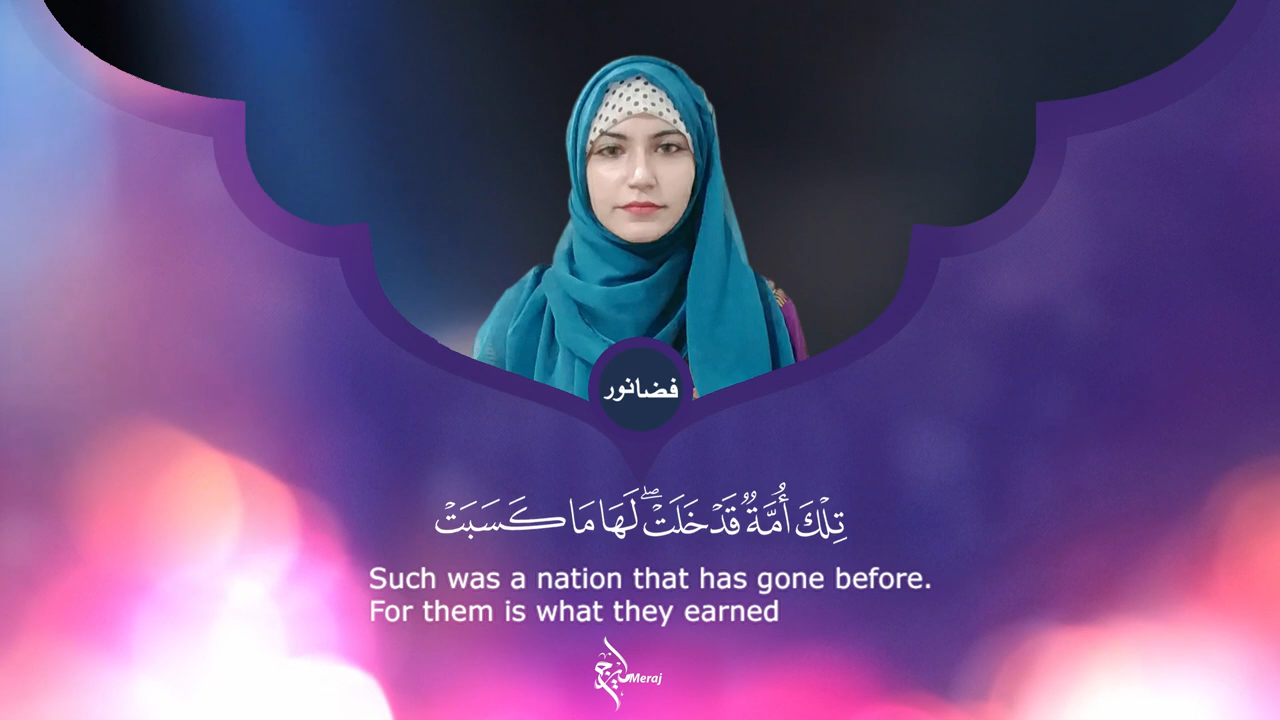 فضانور
تِلْكَ أُمَّةٌ قَدْ خَلَتْ ۖ لَهَا مَا كَسَبَتْ
Such was a nation that has gone before.
For them is what they earned
Meraj